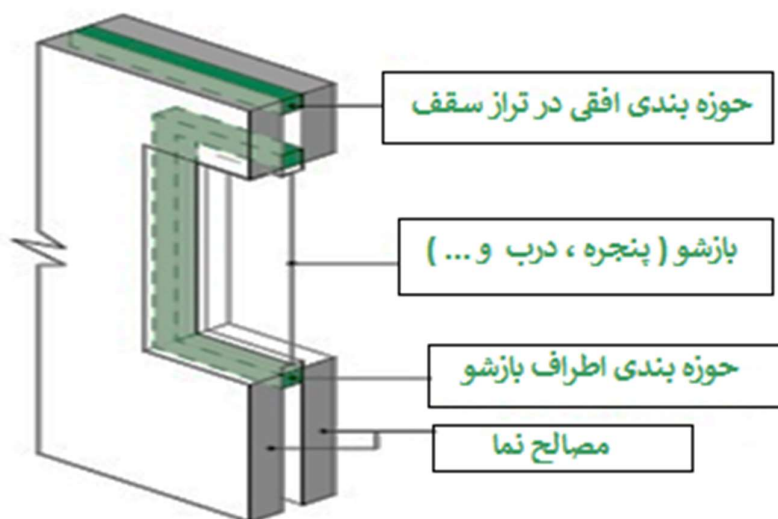 حوزه بندی افقی در تراز سقف
بازشو ( پنجره ، درب و ... )
حوزه بندی اطراف بازشو
مصالح نما